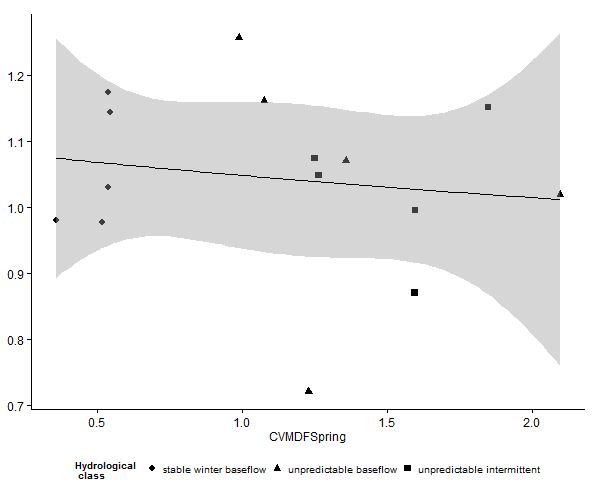 1.2
1.1
1.0
0.9
0.8
0.7
0.5 1.0 1.5 2.0
CVMDFSpring
Hydrological
class
stable winter baseflow unpredictable baseflow unpredictable intermittent